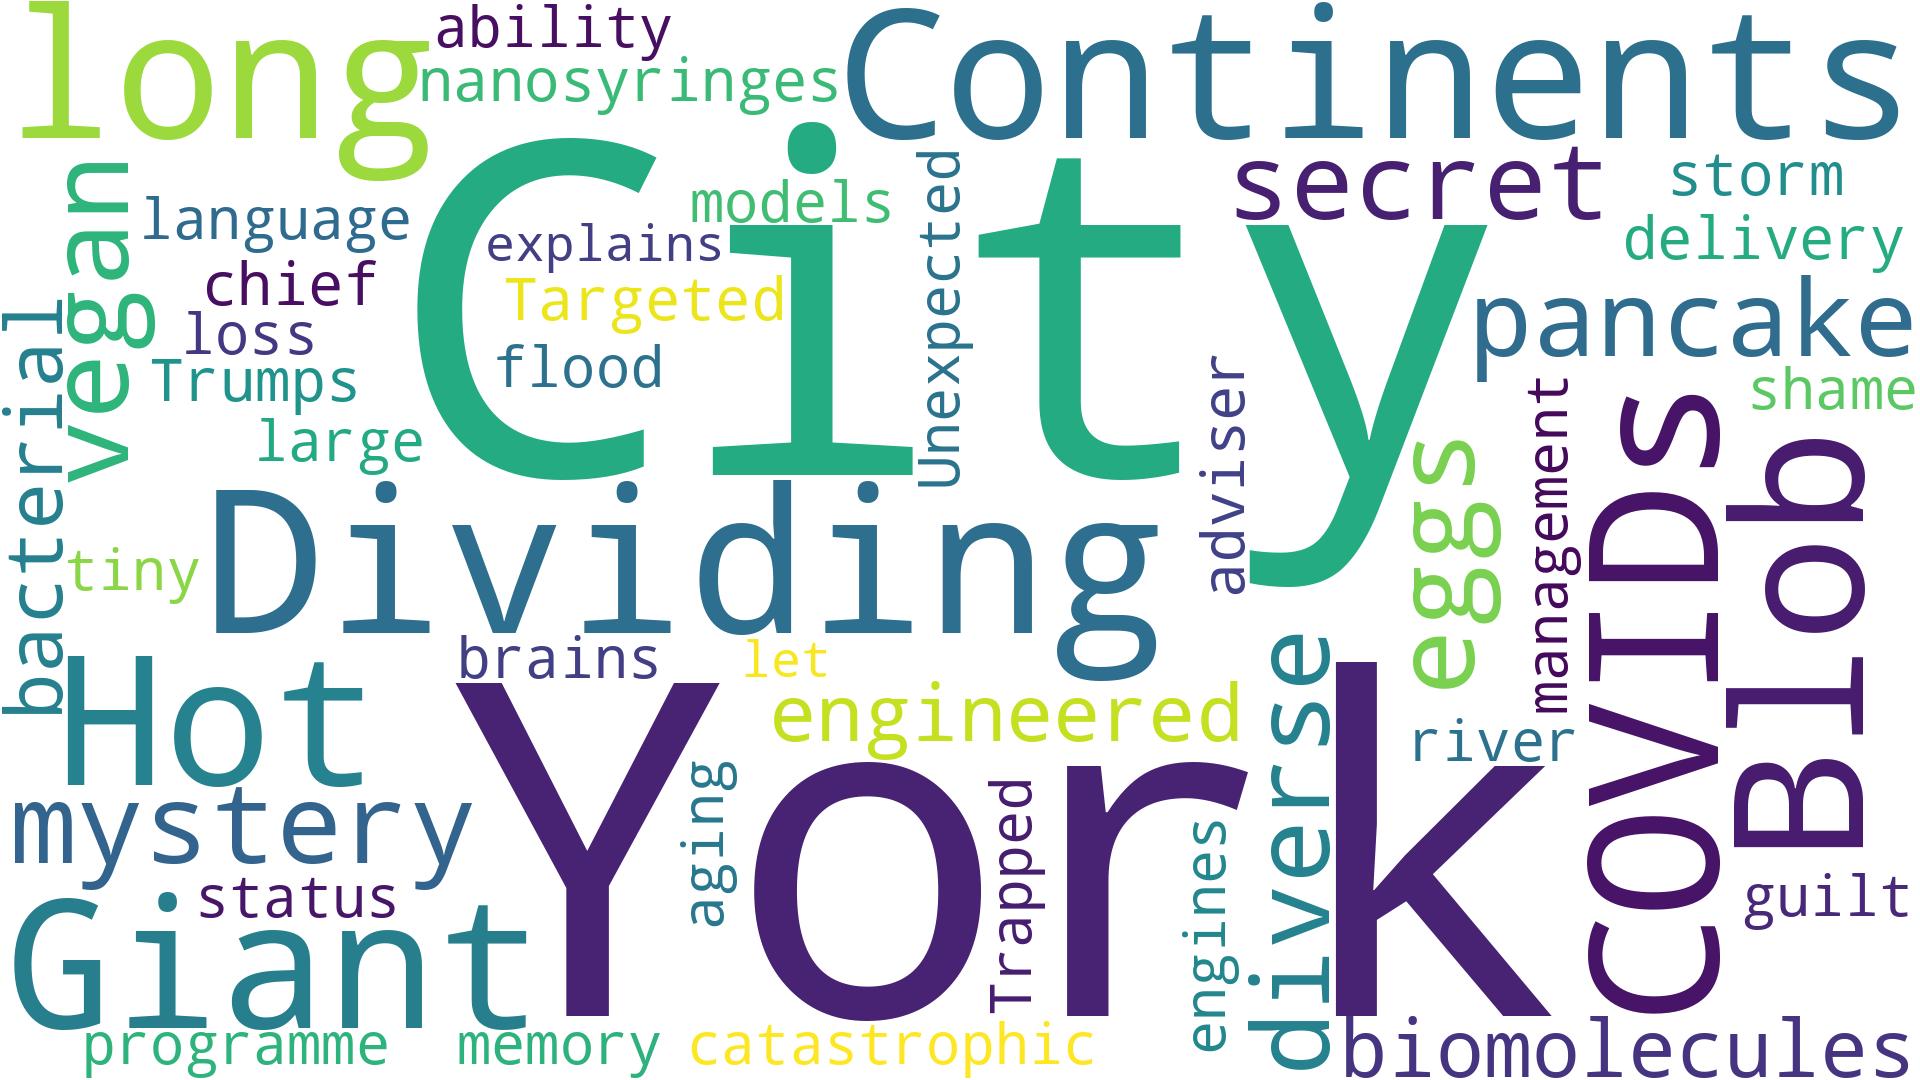 long
ability
nanosyringes
Continents
City
vegan
language
models
explains
Unexpected
secret
storm
delivery
chief
loss
Targeted
Trumps
flood
large
pancake
shame
bacterial
adviser
management
eggs
COVIDs
Blob
tiny
Dividing
brains
let
Hot
engineered
diverse
river
York
mystery
aging
Trapped
engines
status
guilt
Giant
programme
memory
catastrophic
biomolecules